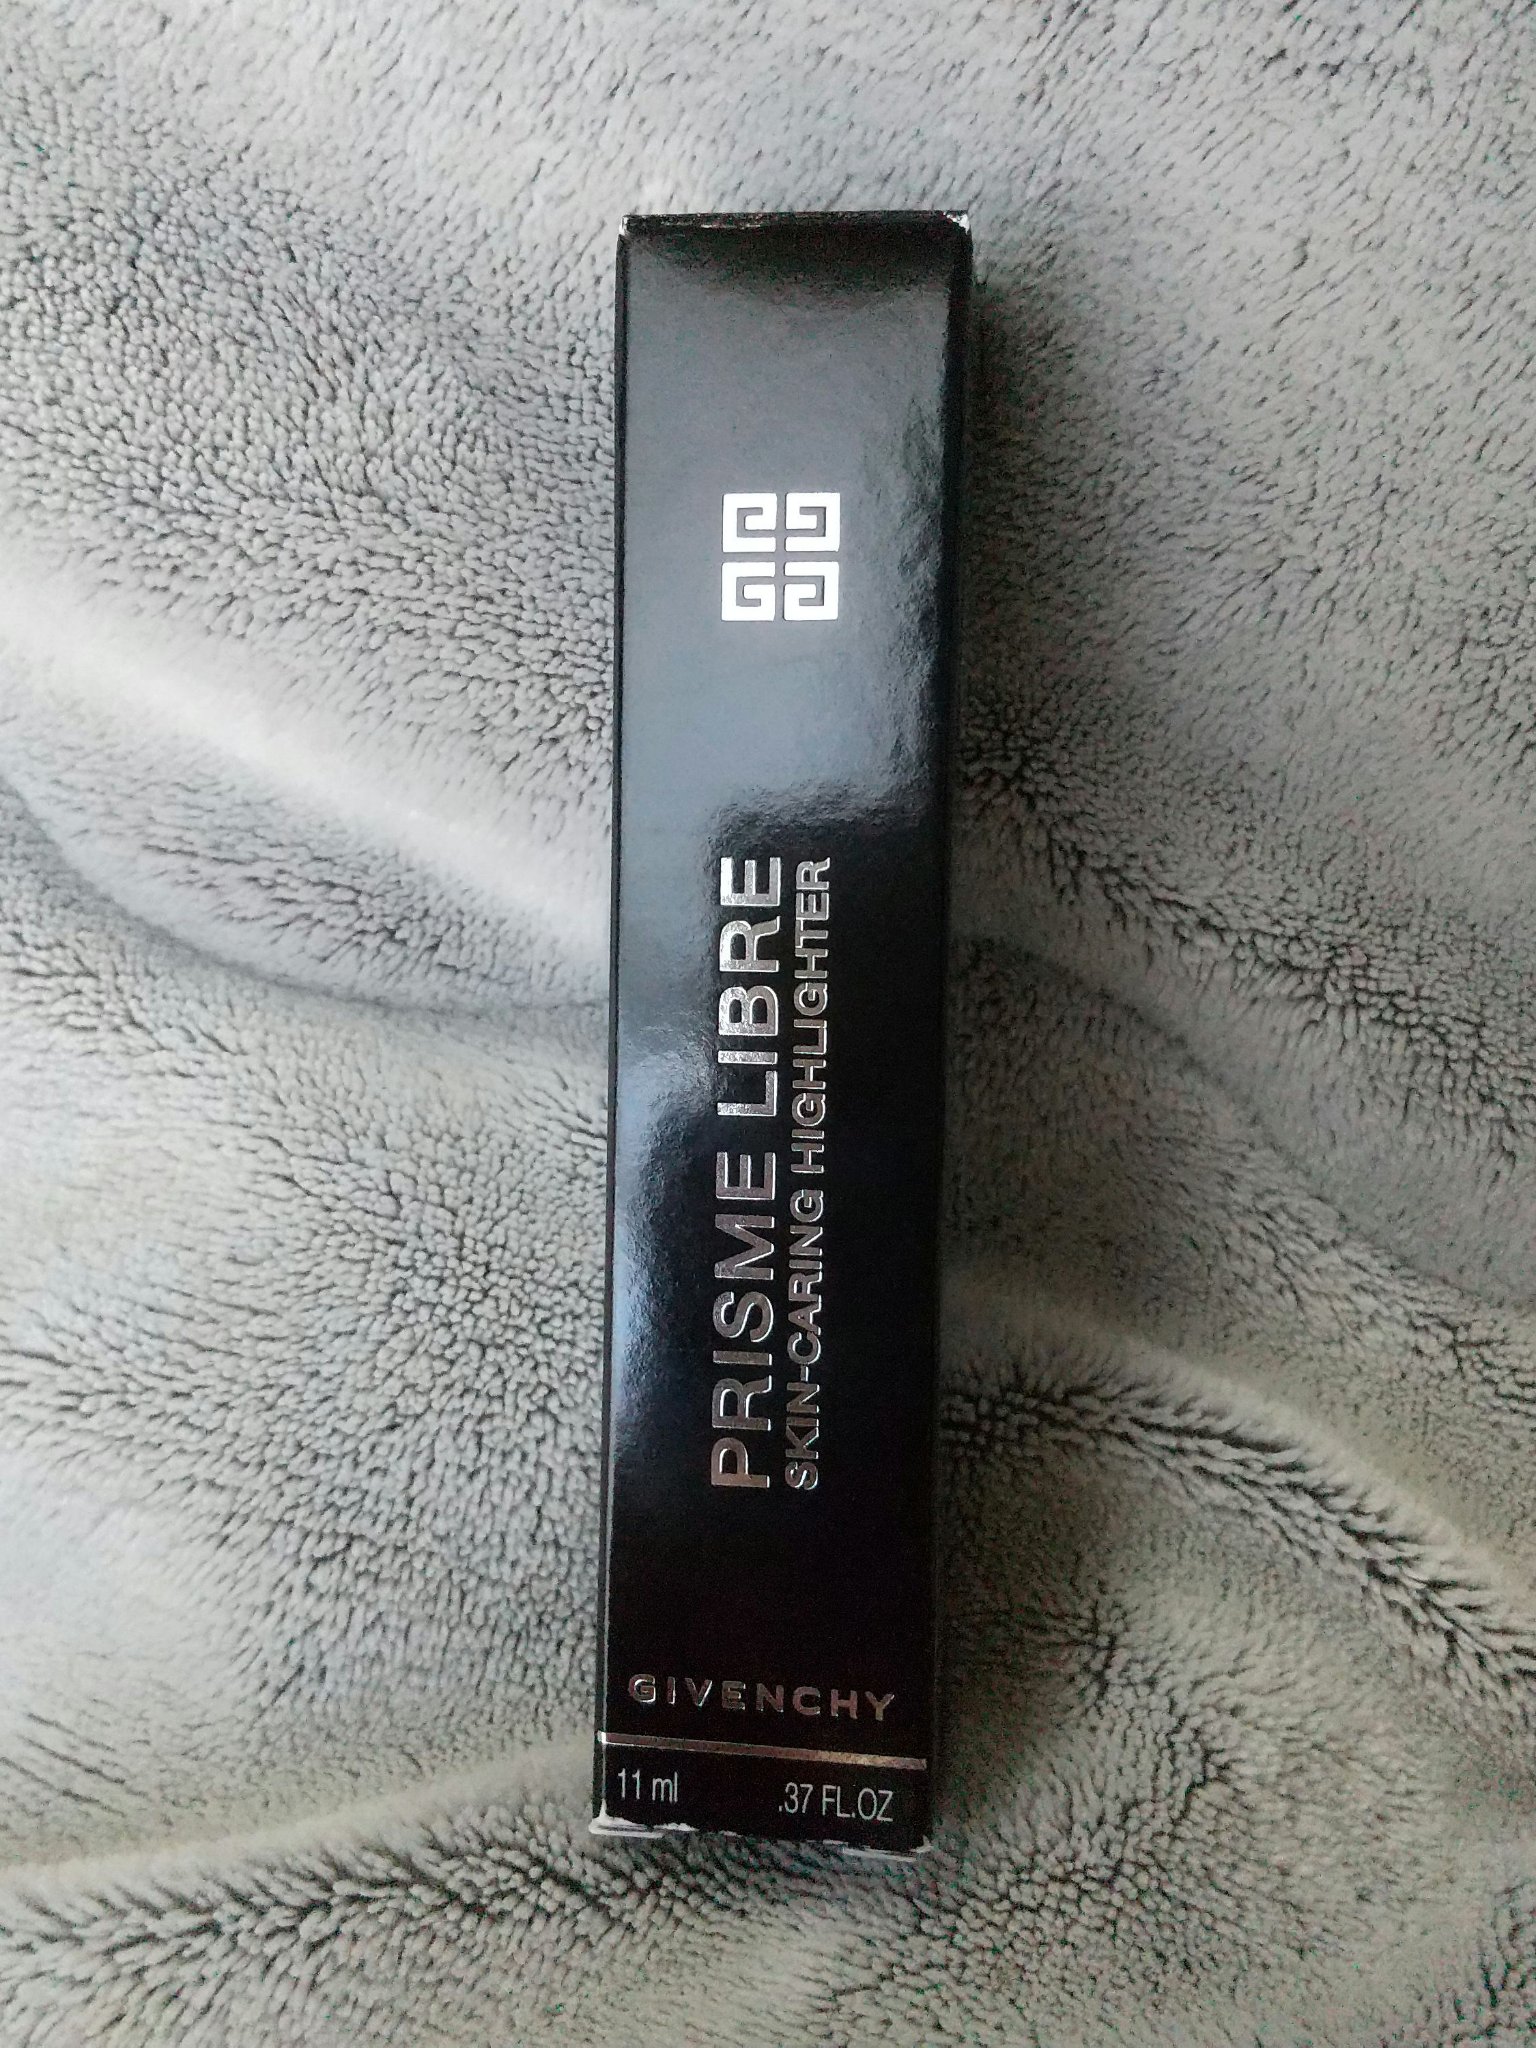 PRISME LIBRE
SKIN-CARING HIGHLIGHTER
GIVENCHY
11 ml .37 FL.OZ